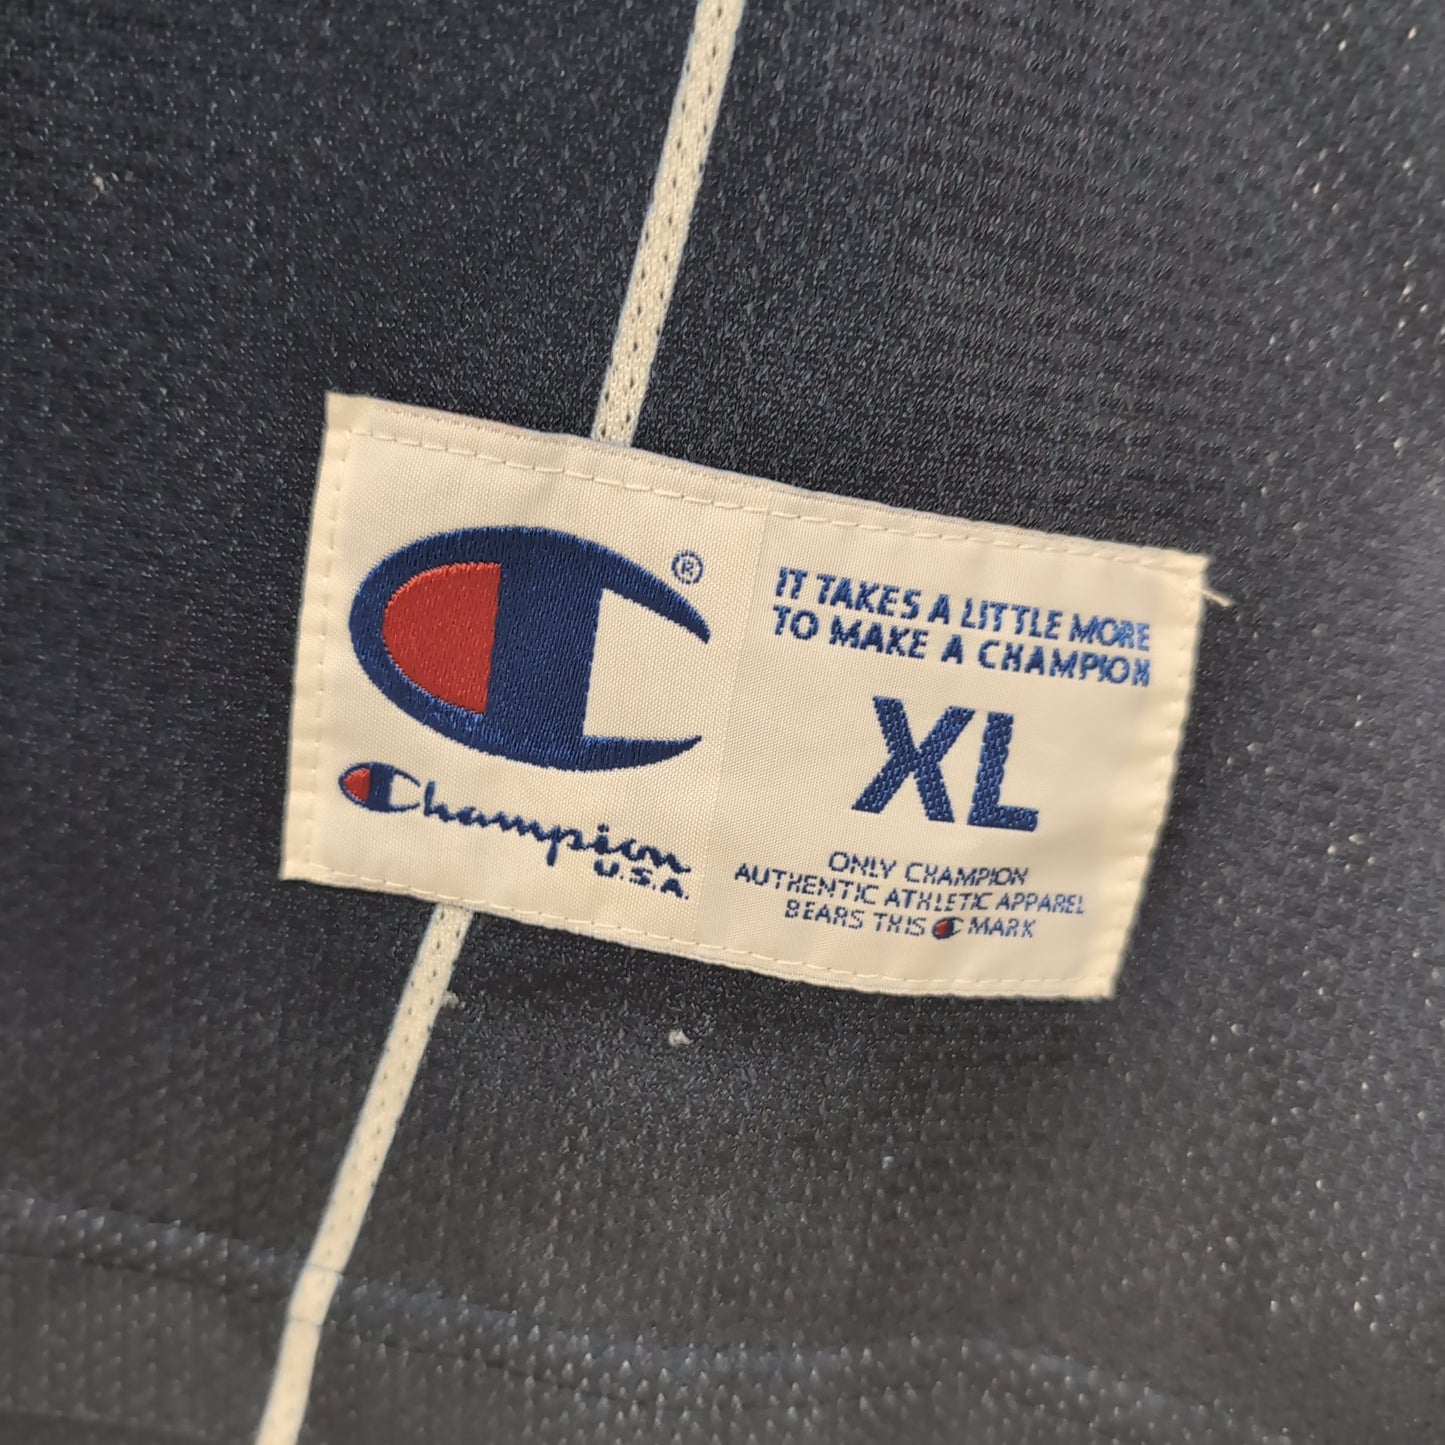 ®
Champion
U.S.A.
IT TAKES A LITTLE MORE
TO MAKE A CHAMPION
XL
ONLY CHAMPION
AUTHENTIC ATHLETIC APPAREL
BEARS THIS C MARK